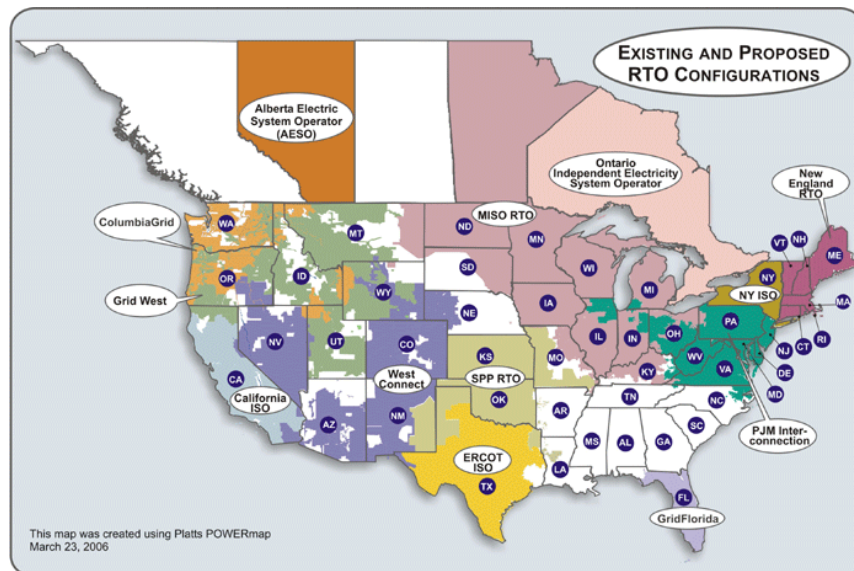 EXISTING AND PROPOSED
RTO CONFIGURATIONS
Alberta Electric
System Operator
(AESO)
Ontario
Independent Electricity
System Operator
New
England
RTO
MISO RTO
ColumbiaGrid
Grid West
WA
OR
ID
MT
ND
MN
SD
WY
WI
MI
VT
NH
ME
NY
NY ISO
MA
NE
IA
NV
UT
CO
IL
IN
OH
PA
NJ
CT
RI
CA
California
ISO
West
Connect
KS
MO
KY
WV
VA
DE
MD
SPP RTO
OK
AZ
NM
AR
TN
NC
SC
PJM Inter-
connection
MS
AL
GA
LA
ERCOT
ISO
TX
FL
GridFlorida
This map was created using Platts POWERmap
March 23, 2006